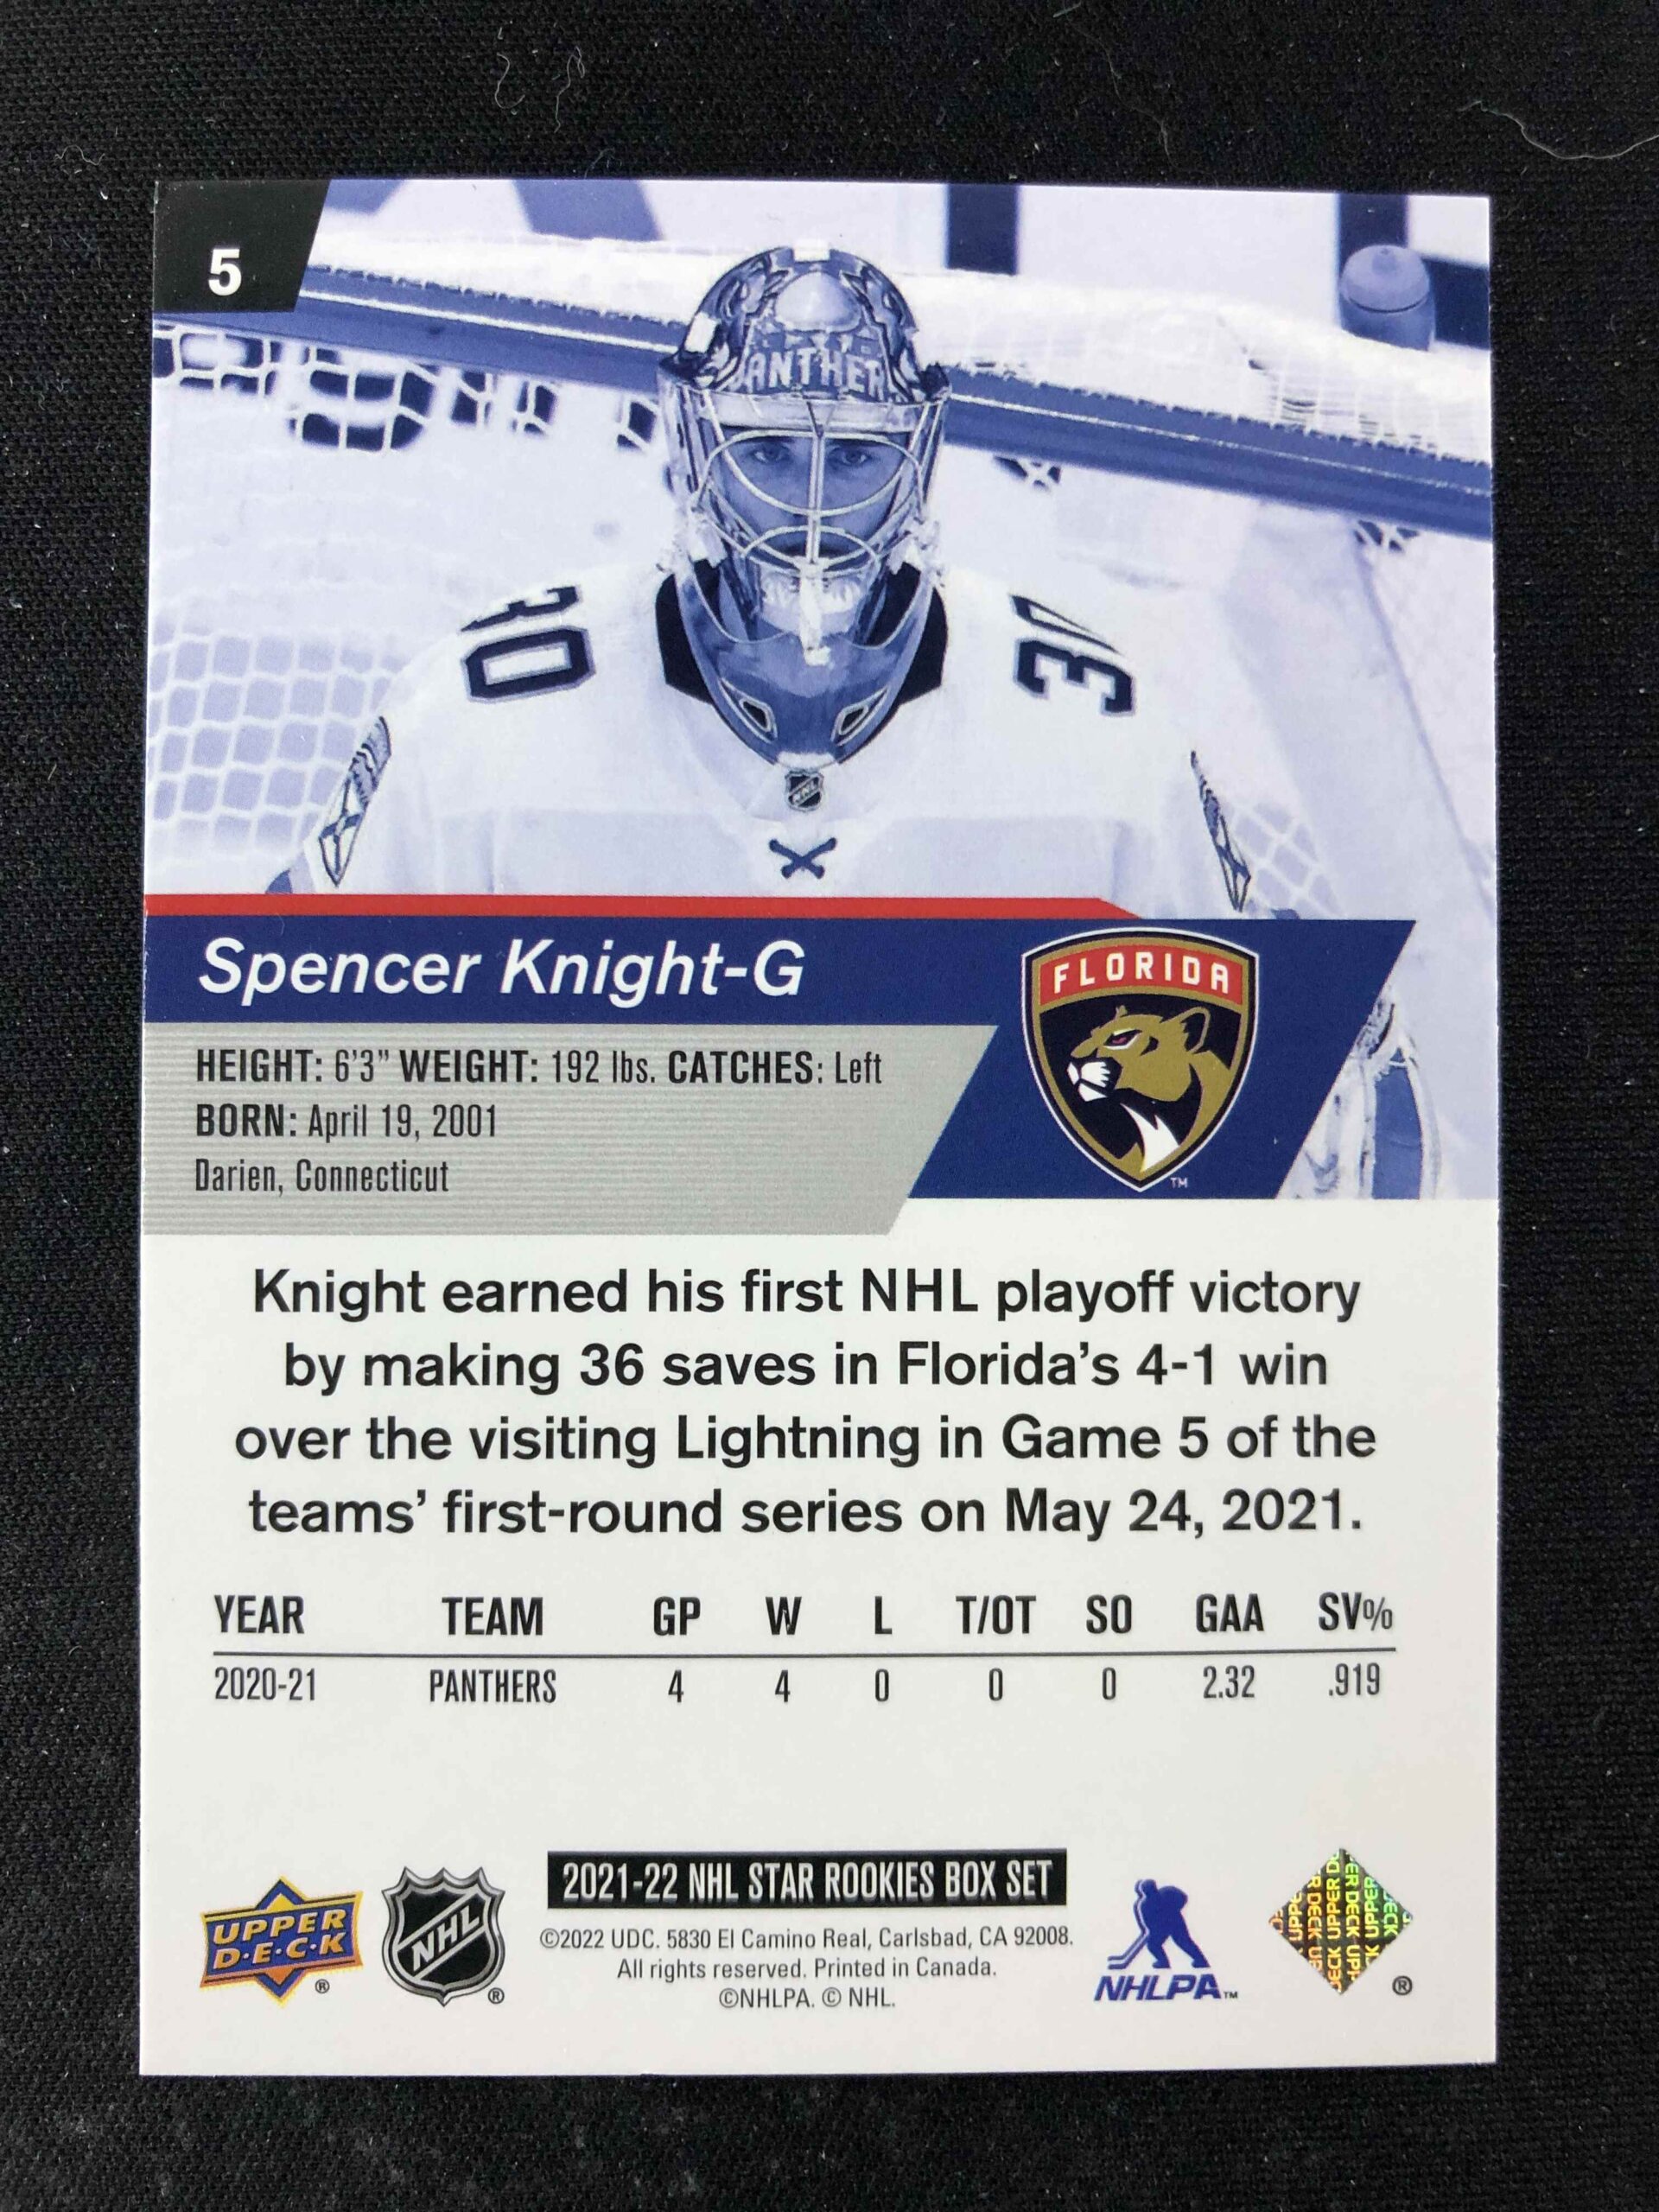 5
ANTHER
30
30
Spencer Knight-G
FLORIDA
TM
HEIGHT: 6'3" WEIGHT: 192 lbs. CATCHES: Left
BORN: April 19, 2001
Darien, Connecticut
Knight earned his first NHL playoff victory
by making 36 saves in Florida's 4-1 win
over the visiting Lightning in Game 5 of the
teams' first-round series on May 24, 2021.
YEAR TEAM GP W L T/OT SO GAA SV%
2020-21 PANTHERS 4 4 0 0 0 2.32 .919
2021-22 NHL STAR ROOKIES BOX SET
©2022 UDC. 5830 El Camino Real, Carlsbad, CA 92008.
All rights reserved. Printed in Canada.
©NHLPA. © NHL.
UPPER
D·E·C·K
®
NHL
®
NHLPA™
UPPER DECK
®